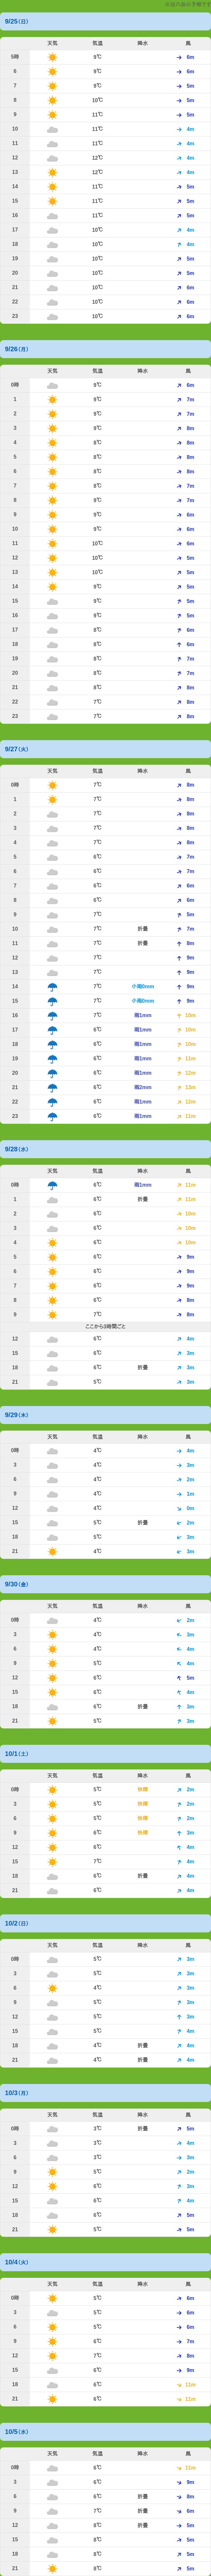 9/25(日)
天気 気温 降水 風
5時 9℃ 6m
6 9℃ 6m
7 9℃ 5m
8 10℃ 5m
9 11℃ 5m
10 11℃ 4m
11 11℃ 4m
12 12℃ 4m
13 12℃ 4m
14 11℃ 5m
15 11℃ 5m
16 11℃ 5m
17 10℃ 4m
18 10℃ 4m
19 10℃ 5m
20 10℃ 5m
21 10℃ 6m
22 10℃ 6m
23 10℃ 6m
9/26(月)
天気 気温 降水 風
0時 9℃ 6m
1 9℃ 7m
2 9℃ 7m
3 9℃ 8m
4 8℃ 8m
5 8℃ 8m
6 8℃ 8m
7 8℃ 7m
8 9℃ 7m
9 9℃ 6m
10 9℃ 6m
11 10℃ 6m
12 10℃ 5m
13 10℃ 5m
14 9℃ 5m
15 9℃ 5m
16 9℃ 5m
17 8℃ 6m
18 8℃ 6m
19 8℃ 7m
20 8℃ 7m
21 8℃ 8m
22 7℃ 8m
23 7℃ 8m
9/27(火)
天気 気温 降水 風
0時 7℃ 8m
1 7℃ 8m
2 7℃ 8m
3 7℃ 8m
4 7℃ 8m
5 6℃ 7m
6 6℃ 7m
7 6℃ 6m
8 6℃ 6m
9 7℃ 5m
10 7℃ 折畳 7m
11 7℃ 折畳 8m
12 7℃ 9m
13 7℃ 9m
14 7℃ 小雨0mm 9m
15 7℃ 小雨0mm 9m
16 7℃ 雨1mm 10m
17 6℃ 雨1mm 10m
18 6℃ 雨1mm 10m
19 6℃ 雨1mm 11m
20 6℃ 雨1mm 12m
21 6℃ 雨2mm 13m
22 6℃ 雨1mm 12m
23 6℃ 雨1mm 11m
9/28(水)
天気 気温 降水 風
0時 6℃ 雨1mm 11m
1 6℃ 折畳 11m
2 6℃ 10m
3 6℃ 10m
4 6℃ 10m
5 6℃ 9m
6 6℃ 9m
7 6℃ 9m
8 6℃ 8m
9 7℃ 8m
ここから3時間ごと
12 6℃ 4m
15 6℃ 3m
18 6℃ 折畳 3m
21 5℃ 3m
9/29(木)
天気 気温 降水 風
0時 4℃ 4m
3 4℃ 3m
6 4℃ 2m
9 4℃ 1m
12 4℃ 0m
15 5℃ 折畳 2m
18 5℃ 3m
21 4℃ 3m
9/30(金)
天気 気温 降水 風
0時 4℃ 2m
3 4℃ 3m
6 4℃ 4m
9 5℃ 4m
12 6℃ 5m
15 6℃ 4m
18 6℃ 折畳 3m
21 5℃ 3m
10/1(土)
天気 気温 降水 風
0時 5℃ 快晴 2m
3 5℃ 快晴 2m
6 5℃ 快晴 2m
9 6℃ 快晴 3m
12 6℃ 4m
15 7℃ 4m
18 6℃ 折畳 4m
21 6℃ 4m
10/2(日)
天気 気温 降水 風
0時 5℃ 3m
3 5℃ 3m
6 4℃ 3m
9 5℃ 3m
12 5℃ 3m
15 5℃ 4m
18 4℃ 折畳 4m
21 4℃ 折畳 4m
10/3(月)
天気 気温 降水 風
0時 3℃ 折畳 5m
3 3℃ 4m
6 3℃ 3m
9 5℃ 2m
12 6℃ 3m
15 6℃ 4m
18 6℃ 5m
21 5℃ 5m
10/4(火)
天気 気温 降水 風
0時 5℃ 6m
3 5℃ 6m
6 5℃ 6m
9 6℃ 7m
12 7℃ 8m
15 6℃ 9m
18 6℃ 11m
21 6℃ 11m
10/5(水)
天気 気温 降水 風
0時 6℃ 11m
3 6℃ 9m
6 6℃ 折畳 8m
9 7℃ 折畳 6m
12 8℃ 折畳 5m
15 8℃ 5m
18 8℃ 5m
21 8℃ 5m